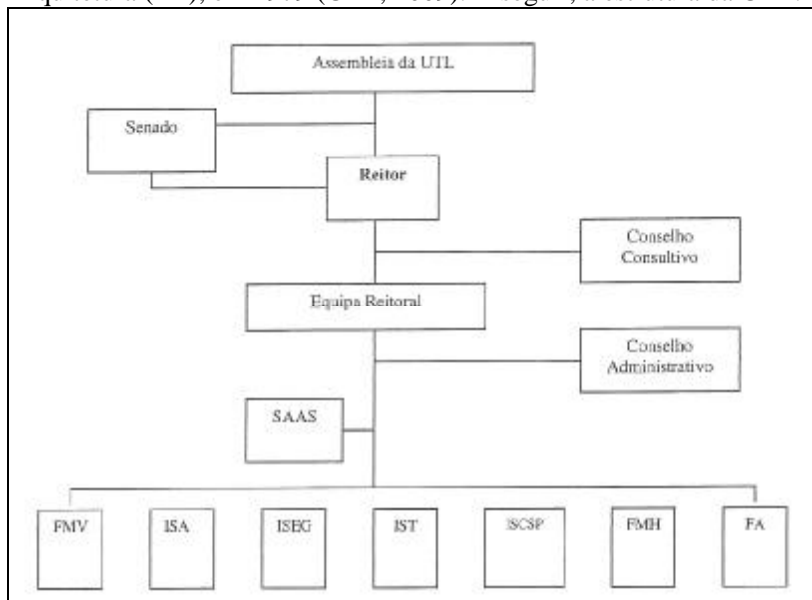 Assembleia da UTL
Senado
Reitor
Conselho
Consultivo
Equipa Reitoral
Conselho
Administrativo
SAAS
FMV ISA ISEG IST ISCSP FMH FA